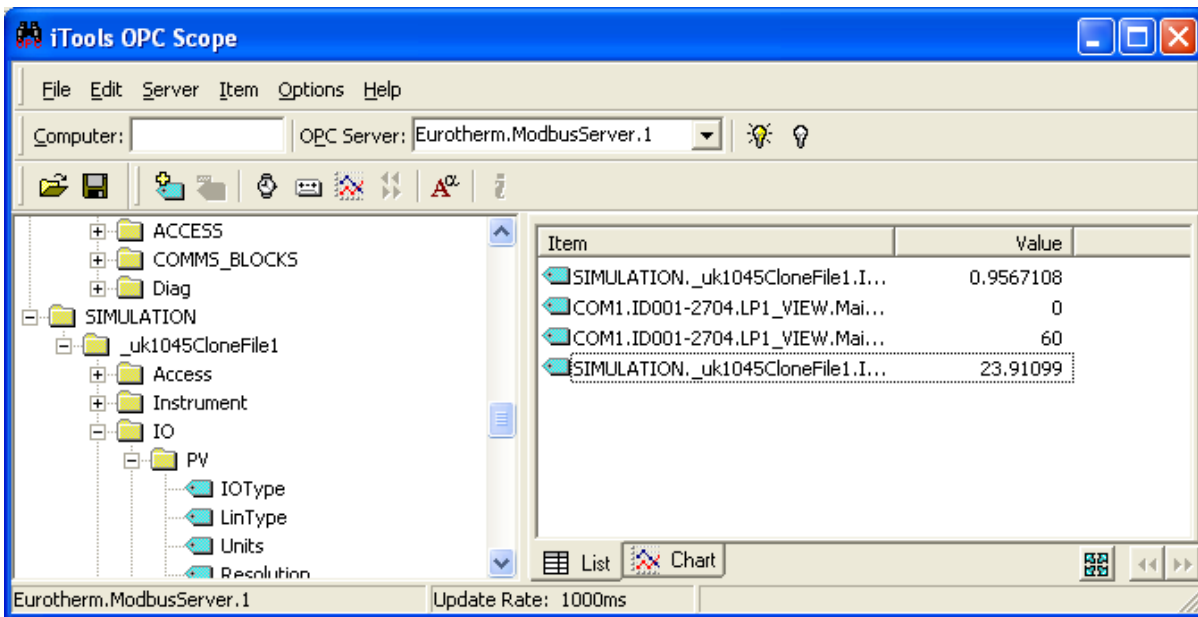 iTools OPC Scope
File Edit Server Item Options Help
Computer: OPC Server: Eurotherm.ModbusServer.1
ACCESS
COMMS_BLOCKS
Diag
SIMULATION
_uk1045CloneFile1
Access
Instrument
IO
PV
IOType
LinType
Units
Resolution
Item Value
SIMULATION._uk1045CloneFile1.I... 0.9567108
COM1.ID001-2704.LP1_VIEW.Mai... 0
COM1.ID001-2704.LP1_VIEW.Mai... 60
SIMULATION._uk1045CloneFile1.I... 23.91099
List Chart
Eurotherm.ModbusServer.1 Update Rate: 1000ms